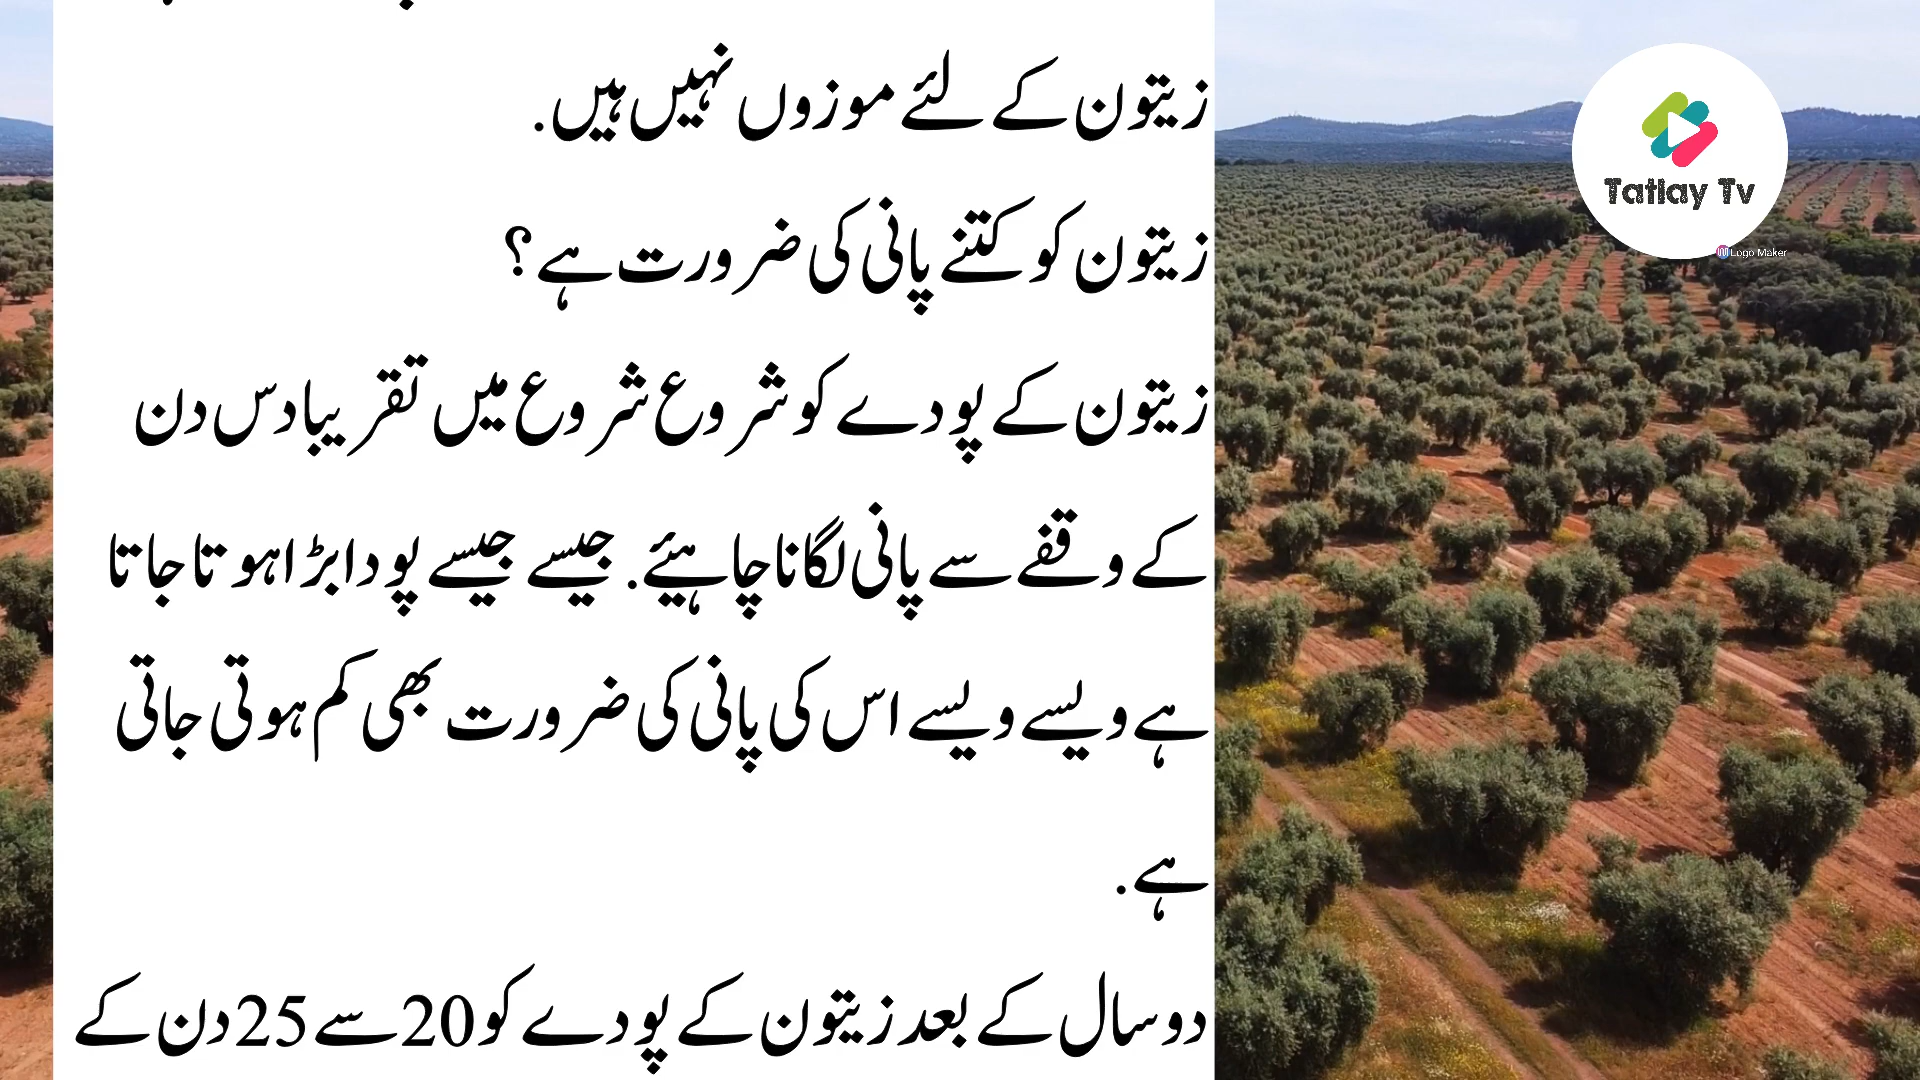 زیتون کے لئے موزوں نہیں ہیں.
زیتون کو کتنے پانی کی ضرورت ہے؟
زیتون کے پودے کو شروع شروع میں تقریبا دس دن
کے وقفے سے پانی لگانا چاہیئے. جیسے جیسے پودا بڑا ہوتا جاتا
ہے ویسے ویسے اس کی پانی کی ضرورت بھی کم ہوتی جاتی
ہے.
دو سال کے بعد زیتون کے پودے کو 20 سے 25 دن کے
Tatlay Tv
Logo Maker